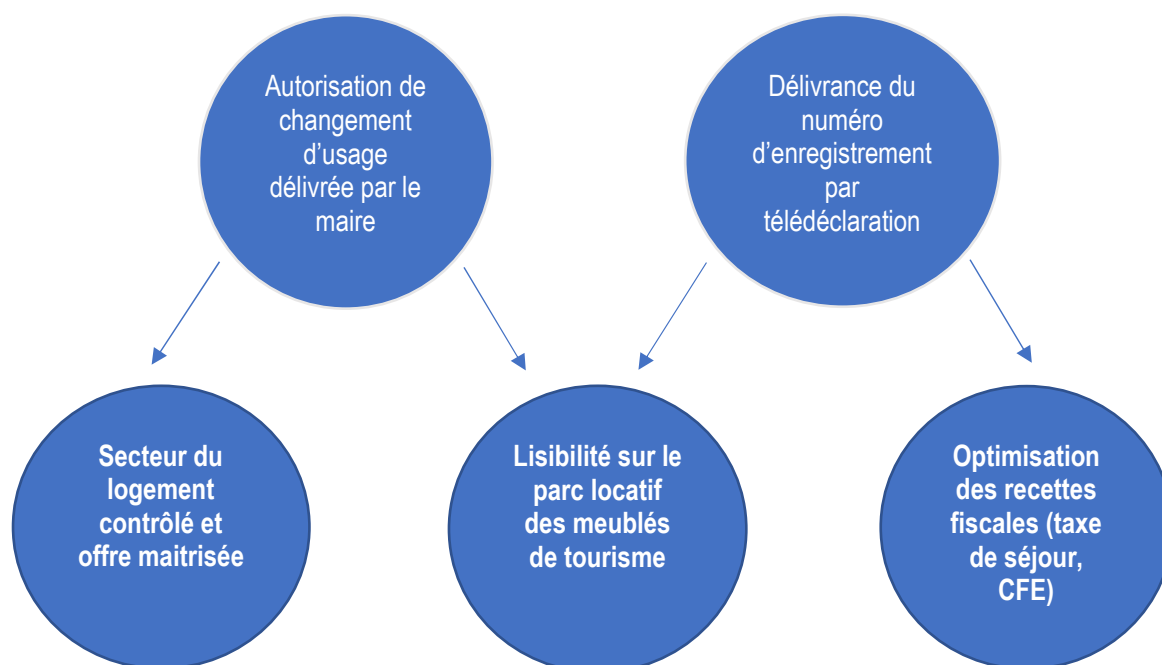 Autorisation de
changement
d’usage
délivrée par le
maire
Délivrance du
numéro
d’enregistrement
par
télédéclaration
Secteur du
logement
contrôlé et
offre maitrisée
Lisibilité sur le
parc locatif
des meublés
de tourisme
Optimisation
des recettes
fiscales (taxe
de séjour,
CFE)